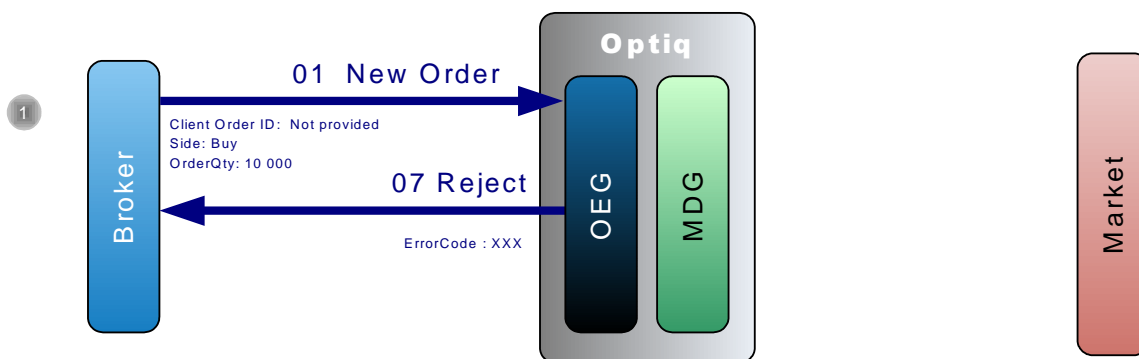 Optiq
01 New Order
1
Client Order ID: Not provided
Side: Buy
OrderQty: 10 000
07 Reject
ErrorCode : XXX
Broker
OEG
MDG
Market